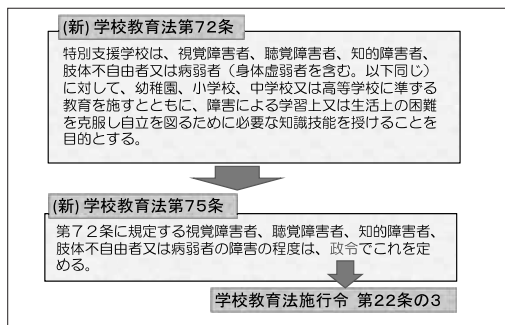 (新) 学校教育法第72条
特別支援学校は、視覚障害者、聴覚障害者、知的障害者、
肢体不自由者又は病弱者（身体虚弱者を含む。以下同じ）
に対して、幼稚園、小学校、中学校又は高等学校に準ずる
教育を施すとともに、障害による学習上又は生活上の困難
を克服し自立を図るために必要な知識技能を授けることを
目的とする。
(新) 学校教育法第75条
第７２条に規定する視覚障害者、聴覚障害者、知的障害者、
肢体不自由者又は病弱者の障害の程度は、政令でこれを定
める。
学校教育法施行令 第22条の3